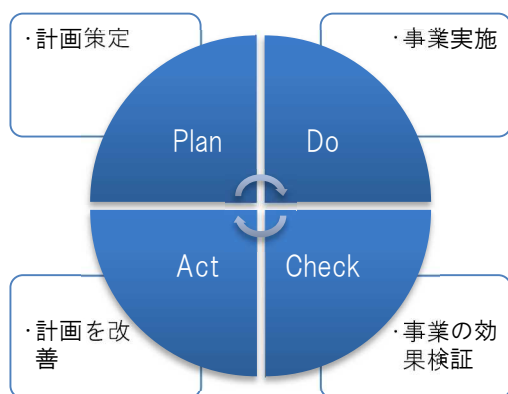 ・計画策定
・事業実施
Plan
Do
Act
Check
・計画を改
善
・事業の効
果検証